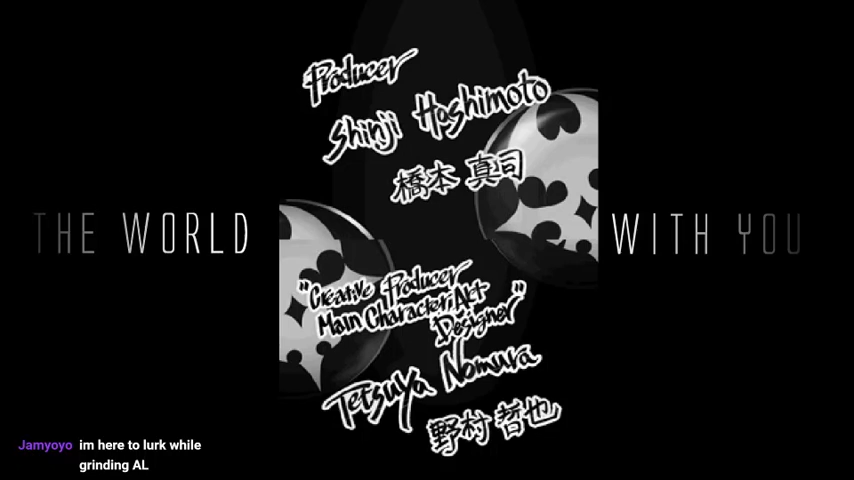 Producer
Shinji Hashimoto
橋本 真司
THE WORLD
WITH YOU
"Creative Producer
Main Character Art
Designer"
Tetsuya Nomura
野村 哲也
Jamyoyo im here to lurk while
grinding AL